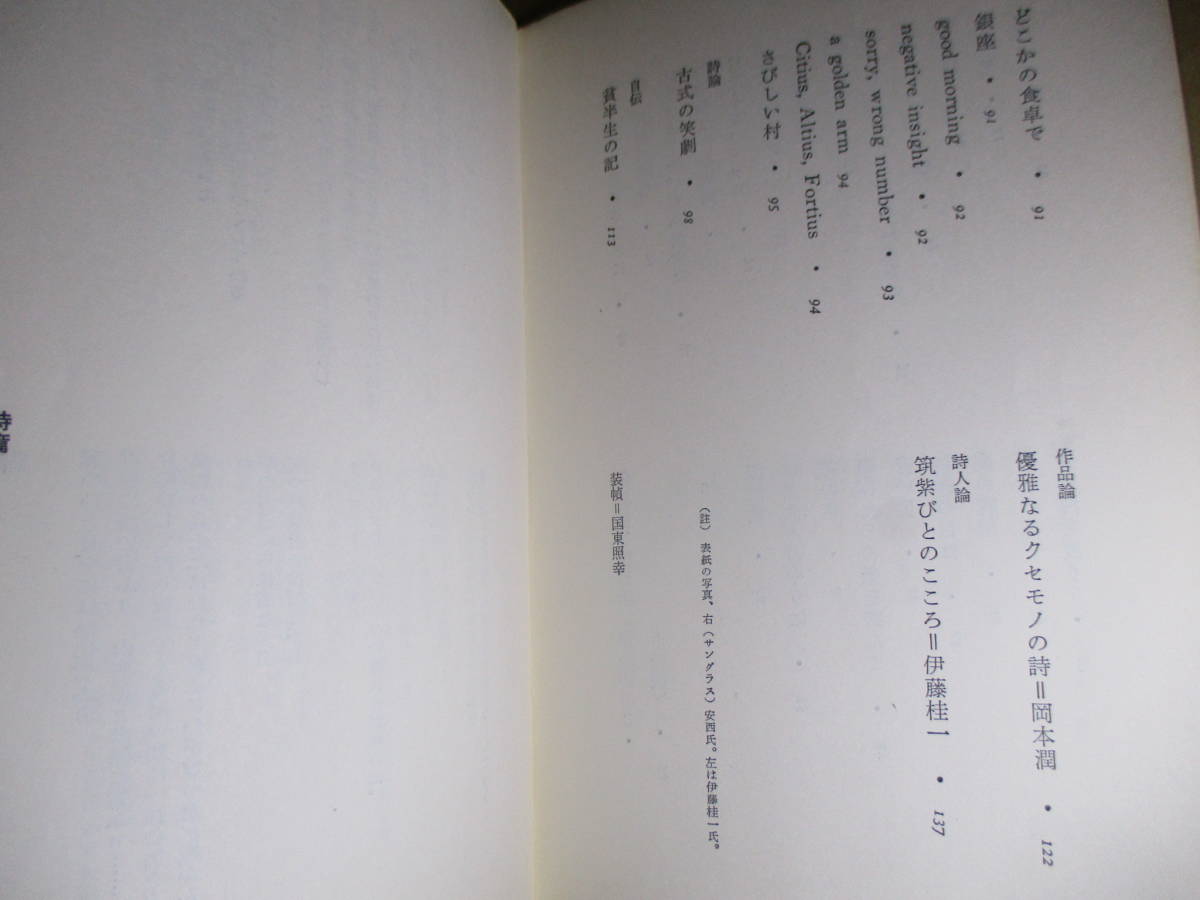 どこかの食卓で • 91
銀座 • 91
good morning • 92
negative insight • 92
sorry, wrong number • 93
a golden arm 94
Citius, Altius, Fortius • 94
さびしい村 • 95
詩論
古式の笑劇 • 98
自伝
貧半生の記 • 113
作品論
優雅なるクセモノの詩＝岡本潤 • 122
詩人論
筑紫びとのこころ＝伊藤桂一 • 137
（註）表紙の写真、右（サングラス）安西氏。左は伊藤桂一氏。
装幀＝国東照幸
詩篇